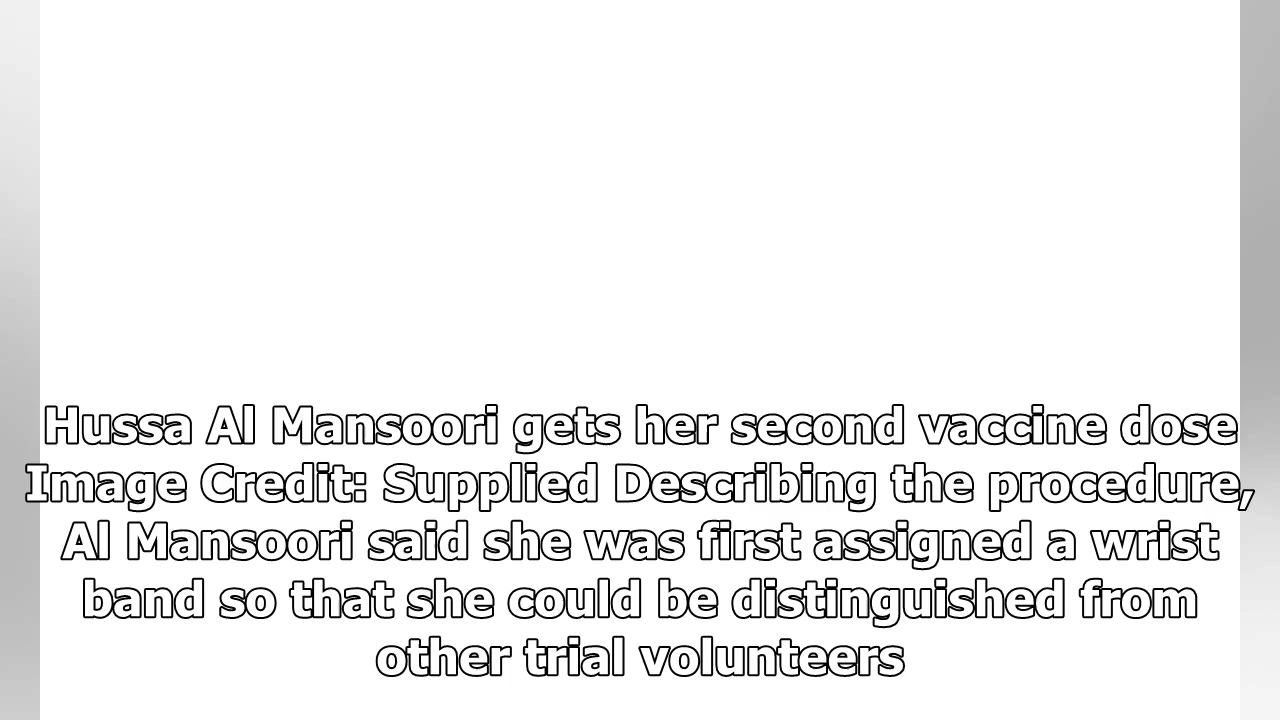 Hussa Al Mansoori gets her second vaccine dose
Image Credit: Supplied Describing the procedure,
Al Mansoori said she was first assigned a wrist
band so that she could be distinguished from
other trial volunteers